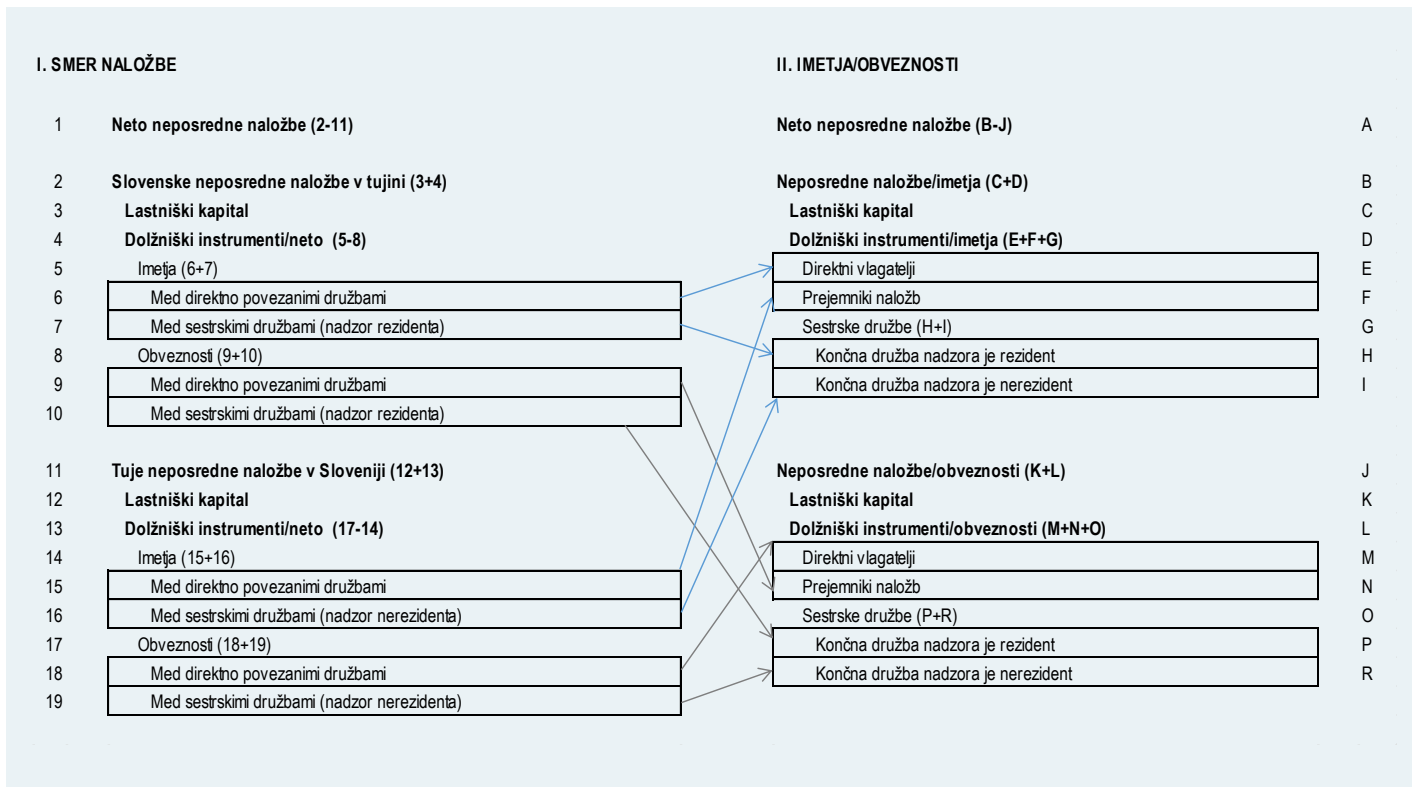 I. SMER NALOŽBE II. IMETJA/OBVEZNOSTI
1 Neto neposredne naložbe (2-11) Neto neposredne naložbe (B-J) A
2 Slovenske neposredne naložbe v tujini (3+4) Neposredne naložbe/imetja (C+D) B
3 Lastniški kapital Lastniški kapital C
4 Dolžniški instrumenti/neto (5-8) Dolžniški instrumenti/imetja (E+F+G) D
5 Imetja (6+7) Direktni vlagatelji E
6 Med direktno povezanimi družbami Prejemniki naložb F
7 Med sestrskimi družbami (nadzor rezidenta) Sestrske družbe (H+I) G
8 Obveznosti (9+10) Končna družba nadzora je rezident H
9 Med direktno povezanimi družbami Končna družba nadzora je nerezident I
10 Med sestrskimi družbami (nadzor rezidenta)
11 Tuje neposredne naložbe v Sloveniji (12+13) Neposredne naložbe/obveznosti (K+L) J
12 Lastniški kapital Lastniški kapital K
13 Dolžniški instrumenti/neto (17-14) Dolžniški instrumenti/obveznosti (M+N+O) L
14 Imetja (15+16) Direktni vlagatelji M
15 Med direktno povezanimi družbami Prejemniki naložb N
16 Med sestrskimi družbami (nadzor nerezidenta) Sestrske družbe (P+R) O
17 Obveznosti (18+19) Končna družba nadzora je rezident P
18 Med direktno povezanimi družbami Končna družba nadzora je nerezident R
19 Med sestrskimi družbami (nadzor nerezidenta)